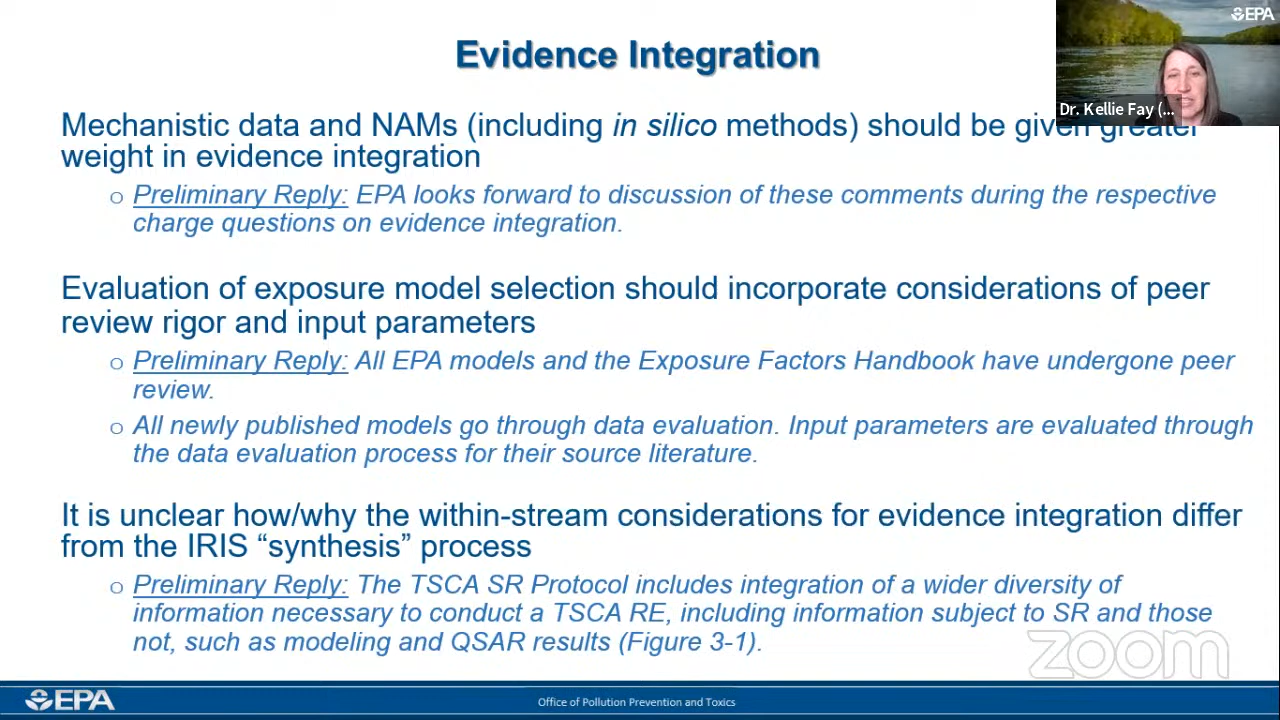 Evidence Integration
EPA
Dr. Kellie Fay (...
Mechanistic data and NAMs (including in silico methods) should be given greater
weight in evidence integration
o Preliminary Reply: EPA looks forward to discussion of these comments during the respective
charge questions on evidence integration.
Evaluation of exposure model selection should incorporate considerations of peer
review rigor and input parameters
o Preliminary Reply: All EPA models and the Exposure Factors Handbook have undergone peer
review.
o All newly published models go through data evaluation. Input parameters are evaluated through
the data evaluation process for their source literature.
It is unclear how/why the within-stream considerations for evidence integration differ
from the IRIS “synthesis” process
o Preliminary Reply: The TSCA SR Protocol includes integration of a wider diversity of
information necessary to conduct a TSCA RE, including information subject to SR and those
not, such as modeling and QSAR results (Figure 3-1).
zoom
EPA
Office of Pollution Prevention and Toxics